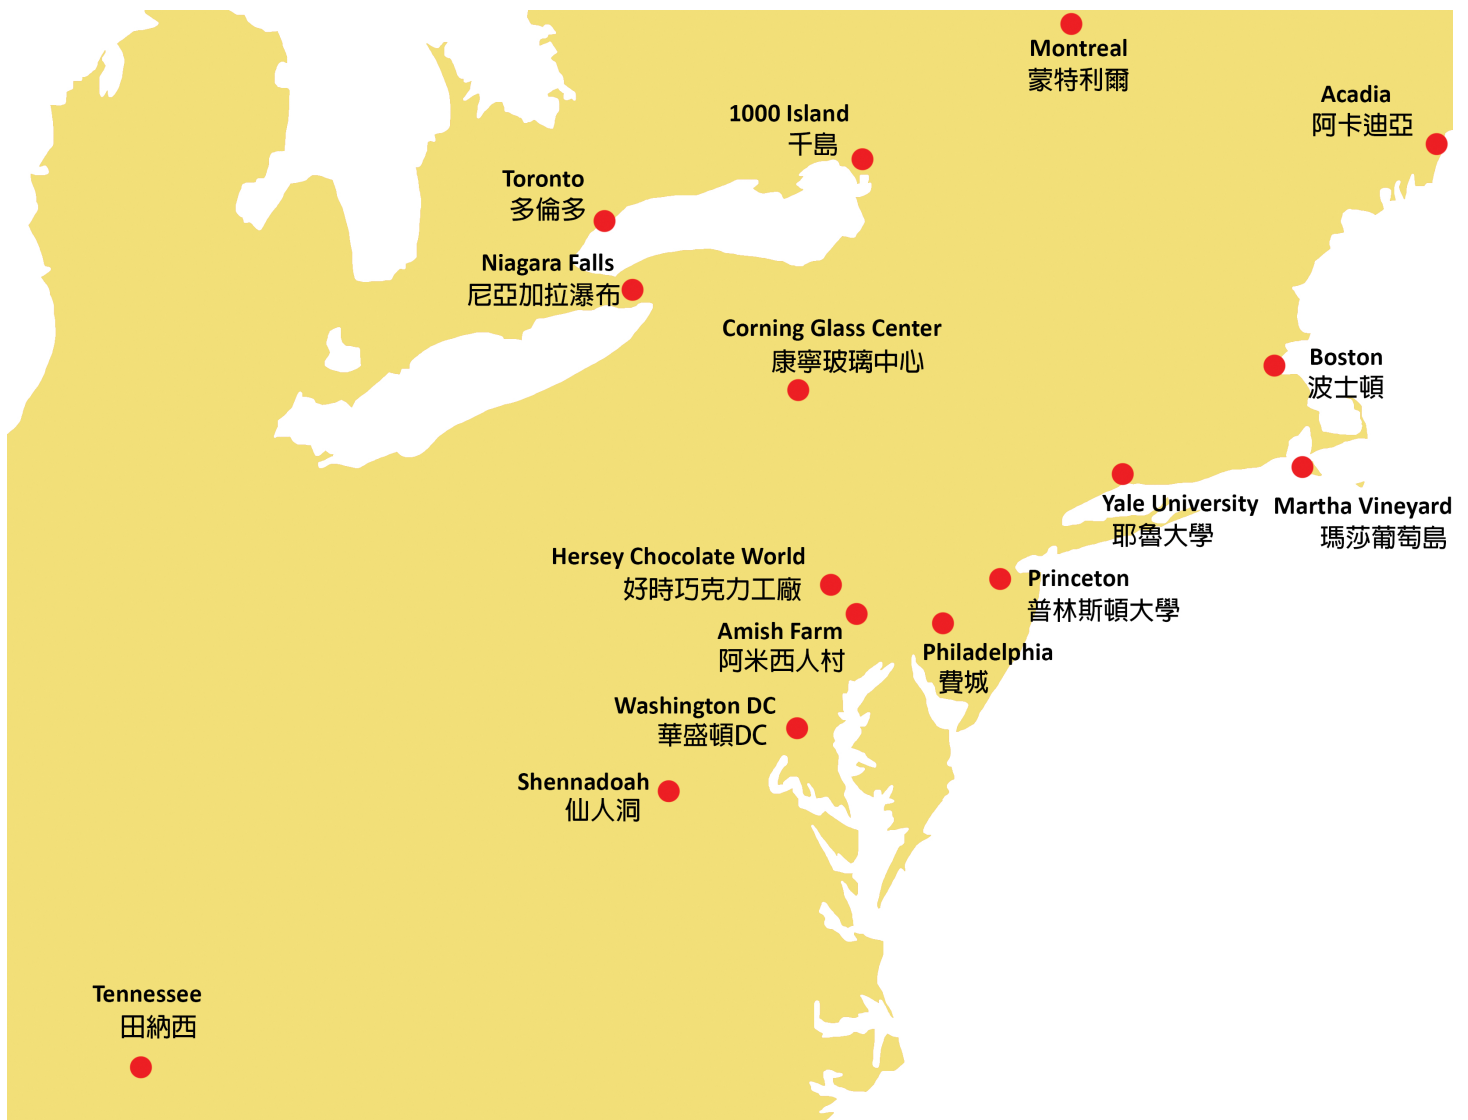 Montreal
蒙特利爾
Acadia
阿卡迪亞
1000 Island
千島
Toronto
多倫多
Niagara Falls
尼亞加拉瀑布
Corning Glass Center
康寧玻璃中心
Boston
波士頓
Yale University
耶魯大學
Martha Vineyard
瑪莎葡萄島
Hersey Chocolate World
好時巧克力工廠
Princeton
普林斯頓大學
Amish Farm
阿米西人村
Philadelphia
費城
Washington DC
華盛頓DC
Shennadoah
仙人洞
Tennessee
田納西